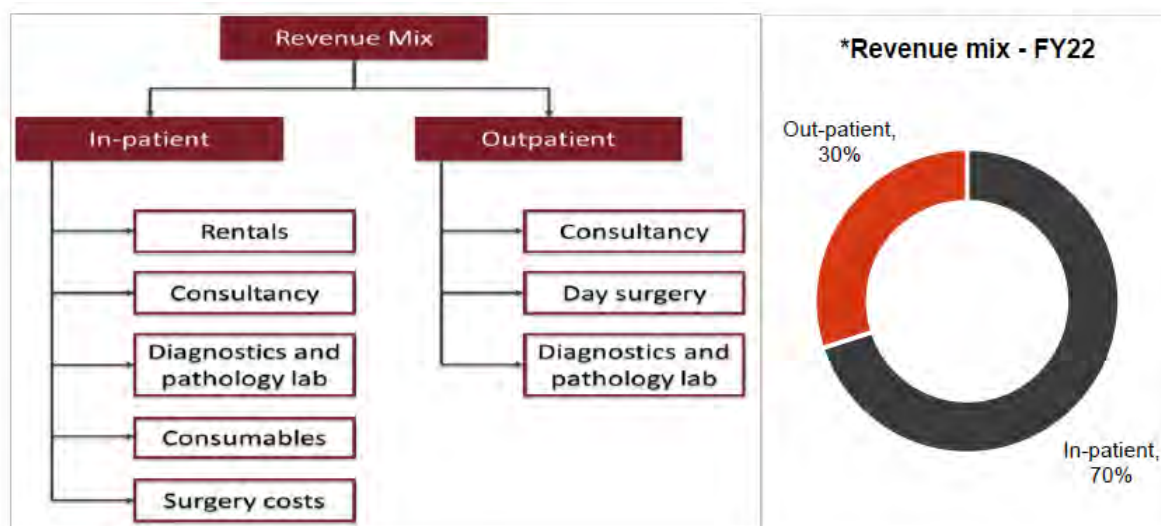 Revenue Mix
In-patient
Outpatient
Rentals
Consultancy
Diagnostics and
pathology lab
Consumables
Surgery costs
Consultancy
Day surgery
Diagnostics and
pathology lab
*Revenue mix - FY22
Out-patient,
30%
In-patient,
70%